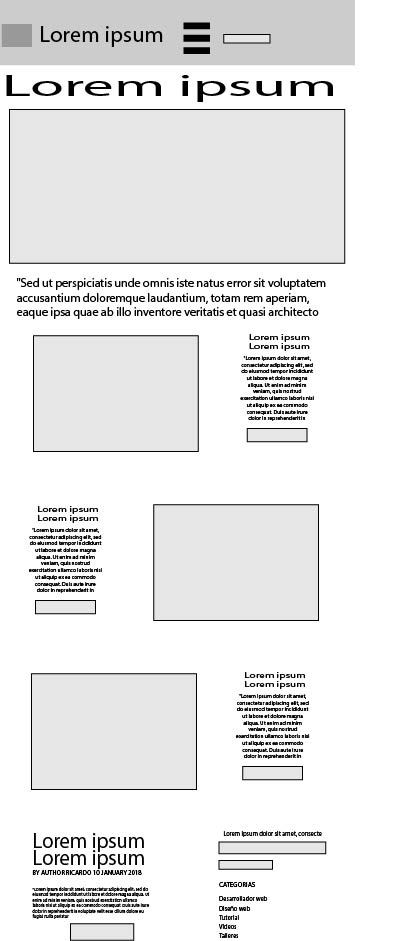 Lorem ipsum
Lorem ipsum
"Sed ut perspiciatis unde omnis iste natus error sit voluptatem
accusantium doloremque laudantium, totam rem aperiam,
eaque ipsa quae ab illo inventore veritatis et quasi architecto
Lorem ipsum
Lorem ipsum
"Lorem ipsum dolor sit amet,
consectetur adipiscing elit, sed
do eiusmod tempor incididunt
ut labore et dolore magna
aliqua. Ut enim ad minim
veniam, quis nostrud
exercitation ullamco laboris nisi
ut aliquip ex ea commodo
consequat. Duis aute irure
dolor in reprehenderit in
Lorem ipsum
Lorem ipsum
"Lorem ipsum dolor sit amet,
consectetur adipiscing elit, sed
do eiusmod tempor incididunt
ut labore et dolore magna
aliqua. Ut enim ad minim
veniam, quis nostrud
exercitation ullamco laboris nisi
ut aliquip ex ea commodo
consequat. Duis aute irure
dolor in reprehenderit in
Lorem ipsum
Lorem ipsum
"Lorem ipsum dolor sit amet,
consectetur adipiscing elit, sed
do eiusmod tempor incididunt
ut labore et dolore magna
aliqua. Ut enim ad minim
veniam, quis nostrud
exercitation ullamco laboris nisi
ut aliquip ex ea commodo
consequat. Duis aute irure
dolor in reprehenderit in
Lorem ipsum
Lorem ipsum
BY AUTHOR RICARDO 10 JANUARY 2018
"Lorem ipsum dolor sit amet, consectetur adipiscing elit, sed do
eiusmod tempor incididunt ut labore et dolore magna aliqua. Ut
enim ad minim veniam, quis nostrud exercitation ullamco
laboris nisi ut aliquip ex ea commodo consequat. Duis aute irure
dolor in reprehenderit in voluptate velit esse cillum dolore eu
fugiat nulla pariatur.
Lorem ipsum dolor sit amet, consecte
CATEGORIAS
Desarrollador web
Diseño web
Tutorial
Videos
Talleres